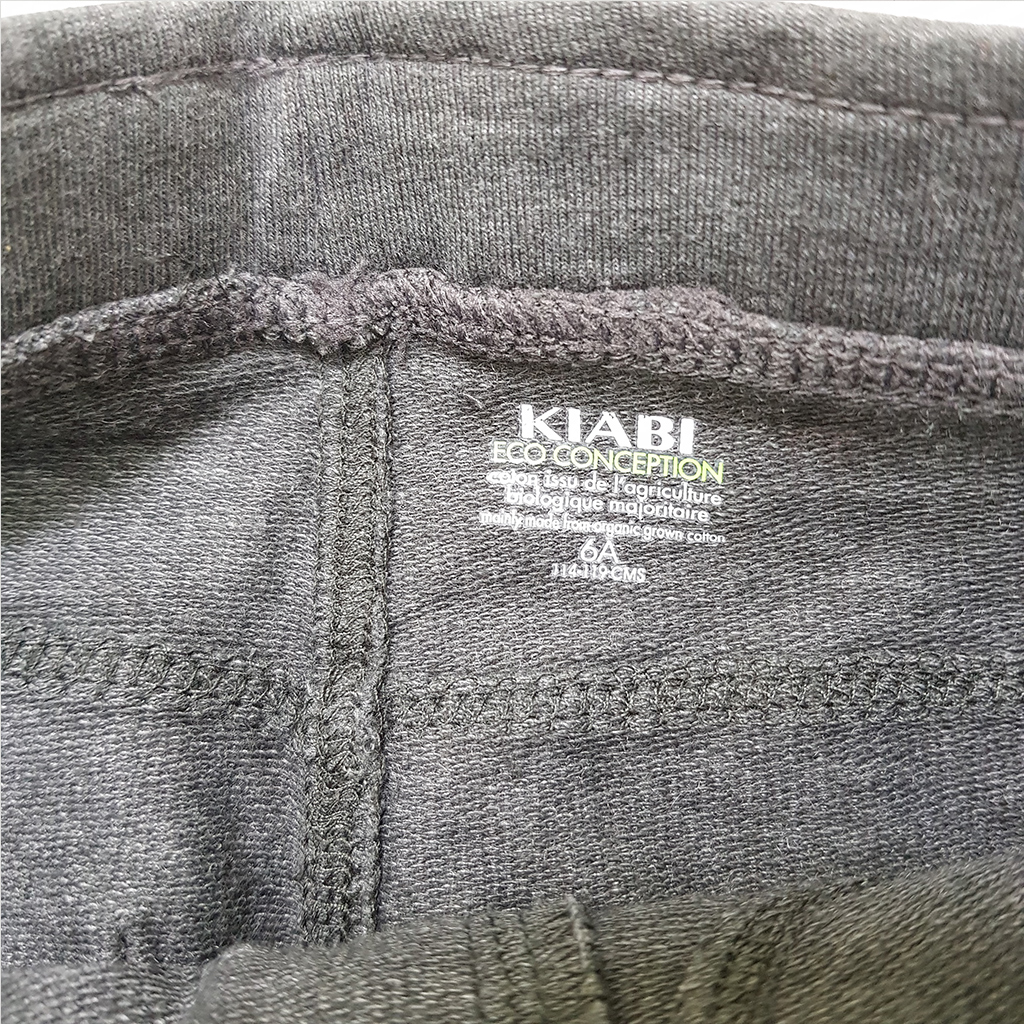 KIABI
ECO CONCEPTION
coton issu de l'agriculture
biologique majoritaire
mainly made from organic grown cotton
6A
114-119 CMS